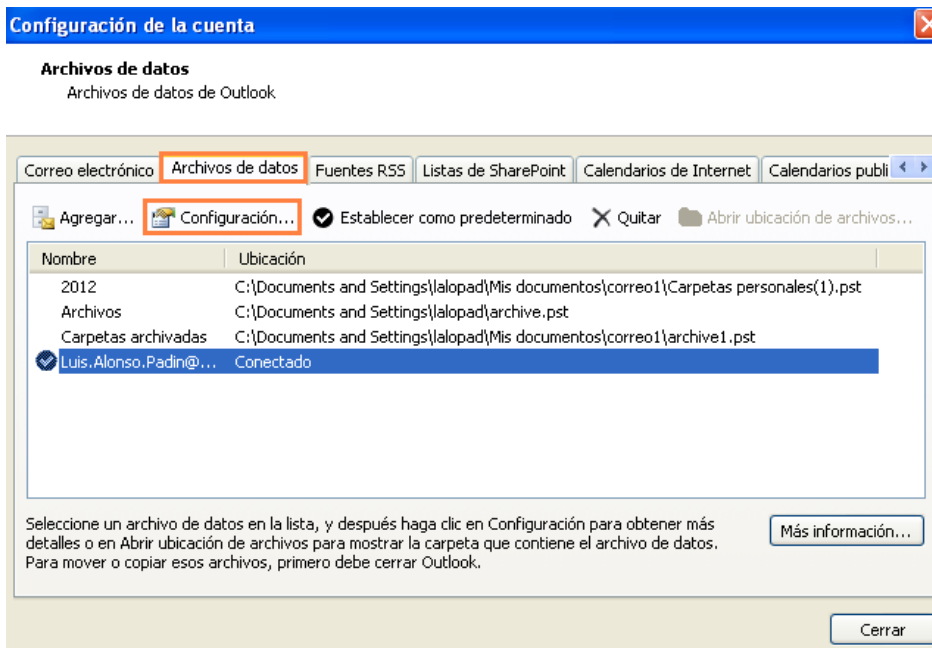 Configuración de la cuenta
Archivos de datos
Archivos de datos de Outlook
Correo electrónico Archivos de datos Fuentes RSS Listas de SharePoint Calendarios de Internet Calendarios publi
Agregar... Configuración... Establecer como predeterminado Quitar Abrir ubicación de archivos...
Nombre Ubicación
2012 C:\Documents and Settings\lalopad\Mis documentos\correo1\Carpetas personales(1).pst
Archivos C:\Documents and Settings\lalopad\archive.pst
Carpetas archivadas C:\Documents and Settings\lalopad\Mis documentos\correo1\archive1.pst
Luis.Alonso.Padin@... Conectado
Seleccione un archivo de datos en la lista, y después haga clic en Configuración para obtener más
detalles o en Abrir ubicación de archivos para mostrar la carpeta que contiene el archivo de datos.
Para mover o copiar esos archivos, primero debe cerrar Outlook.
Más información...
Cerrar